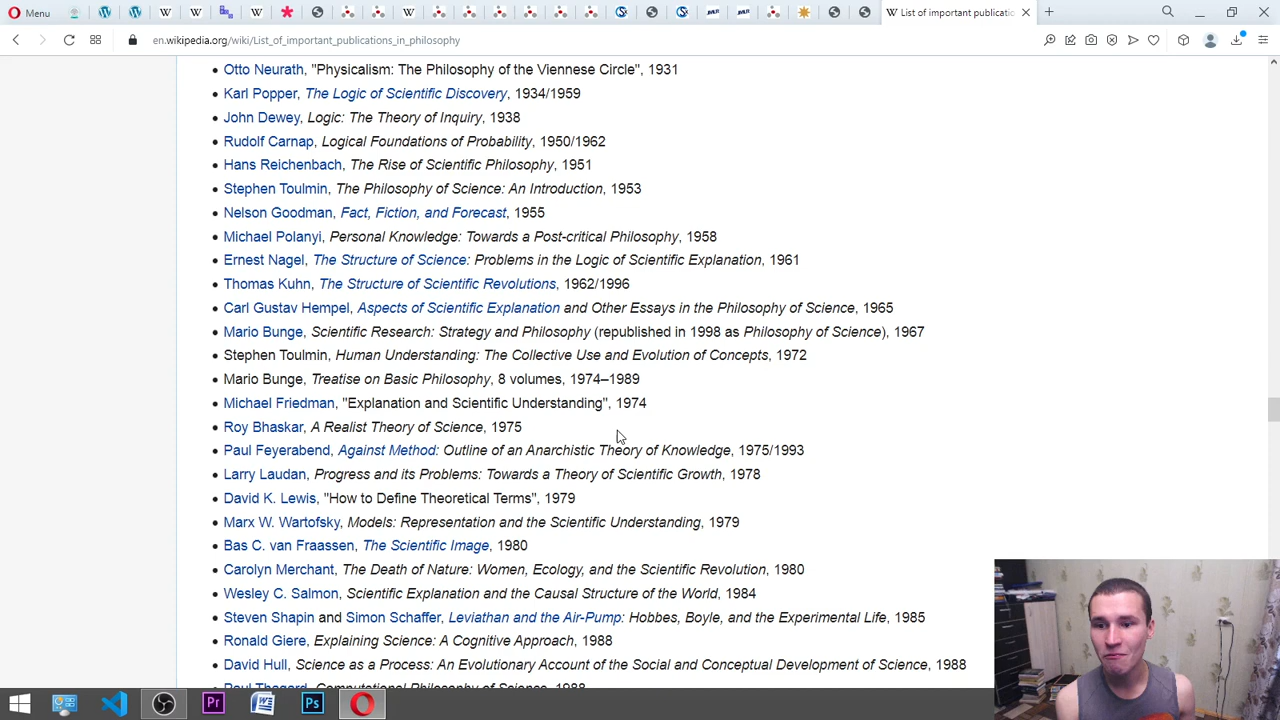 Menu
List of important publicatio
en.wikipedia.org/wiki/List_of_important_publications_in_philosophy
Otto Neurath, "Physicalism: The Philosophy of the Viennese Circle", 1931
Karl Popper, The Logic of Scientific Discovery, 1934/1959
John Dewey, Logic: The Theory of Inquiry, 1938
Rudolf Carnap, Logical Foundations of Probability, 1950/1962
Hans Reichenbach, The Rise of Scientific Philosophy, 1951
Stephen Toulmin, The Philosophy of Science: An Introduction, 1953
Nelson Goodman, Fact, Fiction, and Forecast, 1955
Michael Polanyi, Personal Knowledge: Towards a Post-critical Philosophy, 1958
Ernest Nagel, The Structure of Science: Problems in the Logic of Scientific Explanation, 1961
Thomas Kuhn, The Structure of Scientific Revolutions, 1962/1996
Carl Gustav Hempel, Aspects of Scientific Explanation and Other Essays in the Philosophy of Science, 1965
Mario Bunge, Scientific Research: Strategy and Philosophy (republished in 1998 as Philosophy of Science), 1967
Stephen Toulmin, Human Understanding: The Collective Use and Evolution of Concepts, 1972
Mario Bunge, Treatise on Basic Philosophy, 8 volumes, 1974–1989
Michael Friedman, "Explanation and Scientific Understanding", 1974
Roy Bhaskar, A Realist Theory of Science, 1975
Paul Feyerabend, Against Method: Outline of an Anarchistic Theory of Knowledge, 1975/1993
Larry Laudan, Progress and its Problems: Towards a Theory of Scientific Growth, 1978
David K. Lewis, "How to Define Theoretical Terms", 1979
Marx W. Wartofsky, Models: Representation and the Scientific Understanding, 1979
Bas C. van Fraassen, The Scientific Image, 1980
Carolyn Merchant, The Death of Nature: Women, Ecology, and the Scientific Revolution, 1980
Wesley C. Salmon, Scientific Explanation and the Causal Structure of the World, 1984
Steven Shapin and Simon Schaffer, Leviathan and the Air-Pump: Hobbes, Boyle, and the Experimental Life, 1985
Ronald Giere, Explaining Science: A Cognitive Approach, 1988
David Hull, Science as a Process: An Evolutionary Account of the Social and Conceptual Development of Science, 1988
Paul Thagard, Computational Philosophy of Science, 1988
Pr
Ps